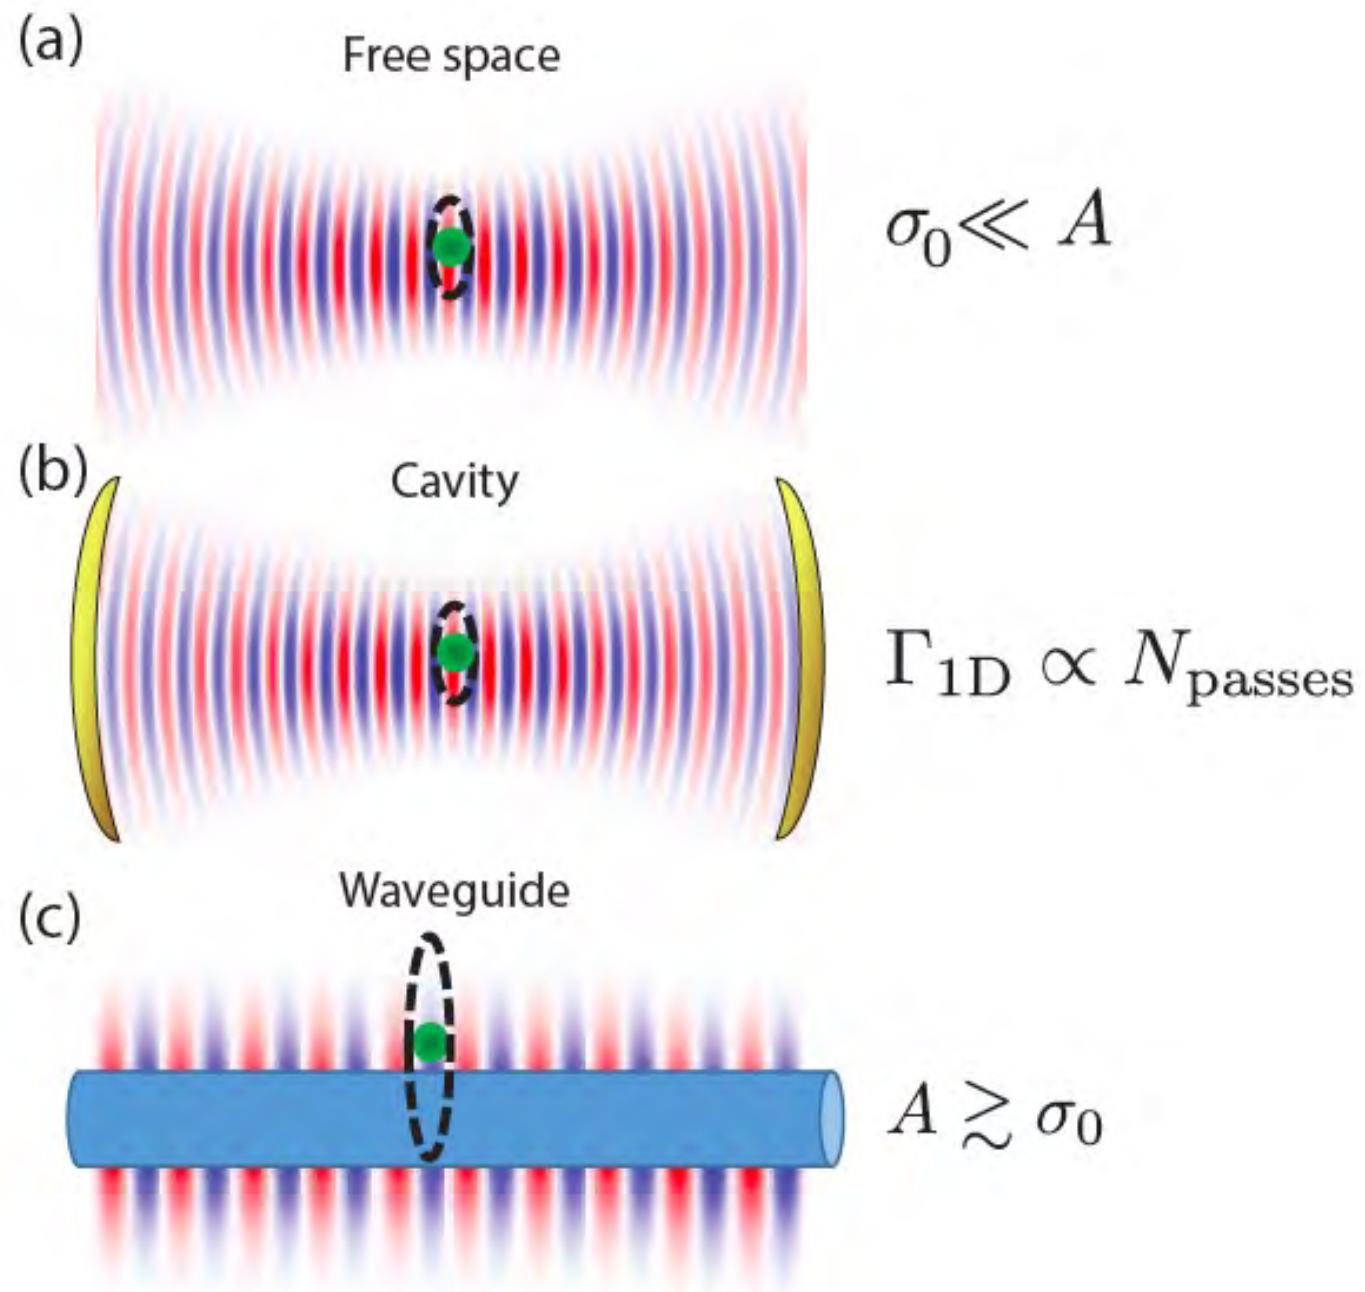 (a)
Free space
σ₀ ≪ A
(b)
Cavity
Γ₁D ∝ Nₚₐₛₛₑₛ
(c)
Waveguide
A ≳ σ₀